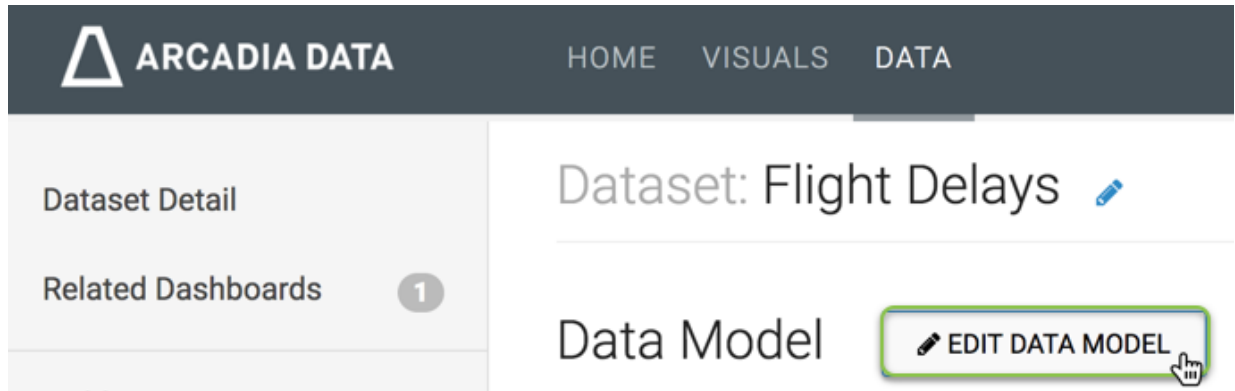 ARCADIA DATA
HOME VISUALS DATA
Dataset Detail
Related Dashboards 1
Dataset: Flight Delays
Data Model EDIT DATA MODEL